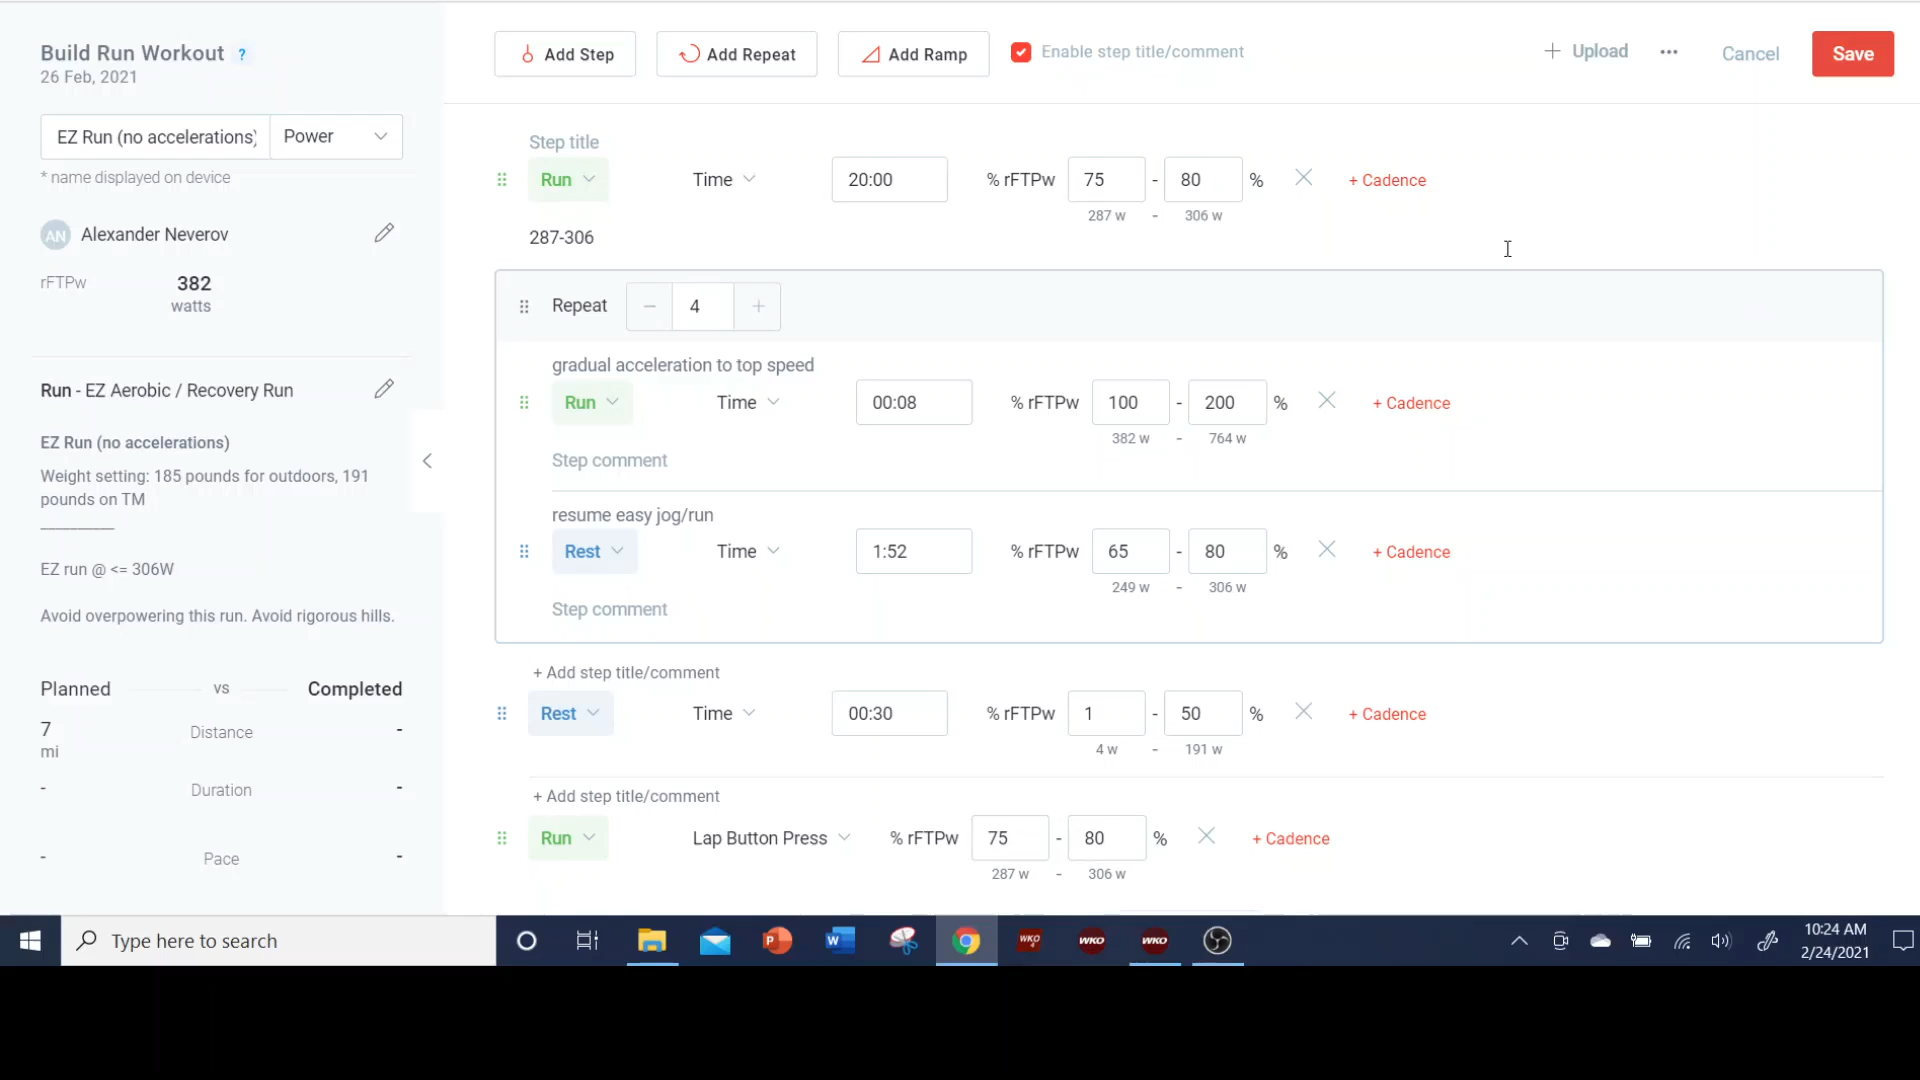 Build Run Workout ?
26 Feb, 2021
EZ Run (no accelerations) Power
* name displayed on device
AN Alexander Neverov
rFTPw 382
watts
Run - EZ Aerobic / Recovery Run
EZ Run (no accelerations)
Weight setting: 185 pounds for outdoors, 191
pounds on TM
__________
EZ run @ <= 306W
Avoid overpowering this run. Avoid rigorous hills.
Planned vs Completed
7 Distance -
mi
- Duration -
- Pace -
Add Step Add Repeat Add Ramp Enable step title/comment + Upload ... Cancel Save
Step title
Run Time 20:00 % rFTPw 75 - 80 % + Cadence
287 w - 306 w
287-306
Repeat - 4 +
gradual acceleration to top speed
Run Time 00:08 % rFTPw 100 - 200 % + Cadence
382 w - 764 w
Step comment
resume easy jog/run
Rest Time 1:52 % rFTPw 65 - 80 % + Cadence
249 w - 306 w
Step comment
+ Add step title/comment
Rest Time 00:30 % rFTPw 1 - 50 % + Cadence
4 w - 191 w
+ Add step title/comment
Run Lap Button Press % rFTPw 75 - 80 % + Cadence
287 w - 306 w
Type here to search P W WKO 4 WKO WKO 10:24 AM
2/24/2021